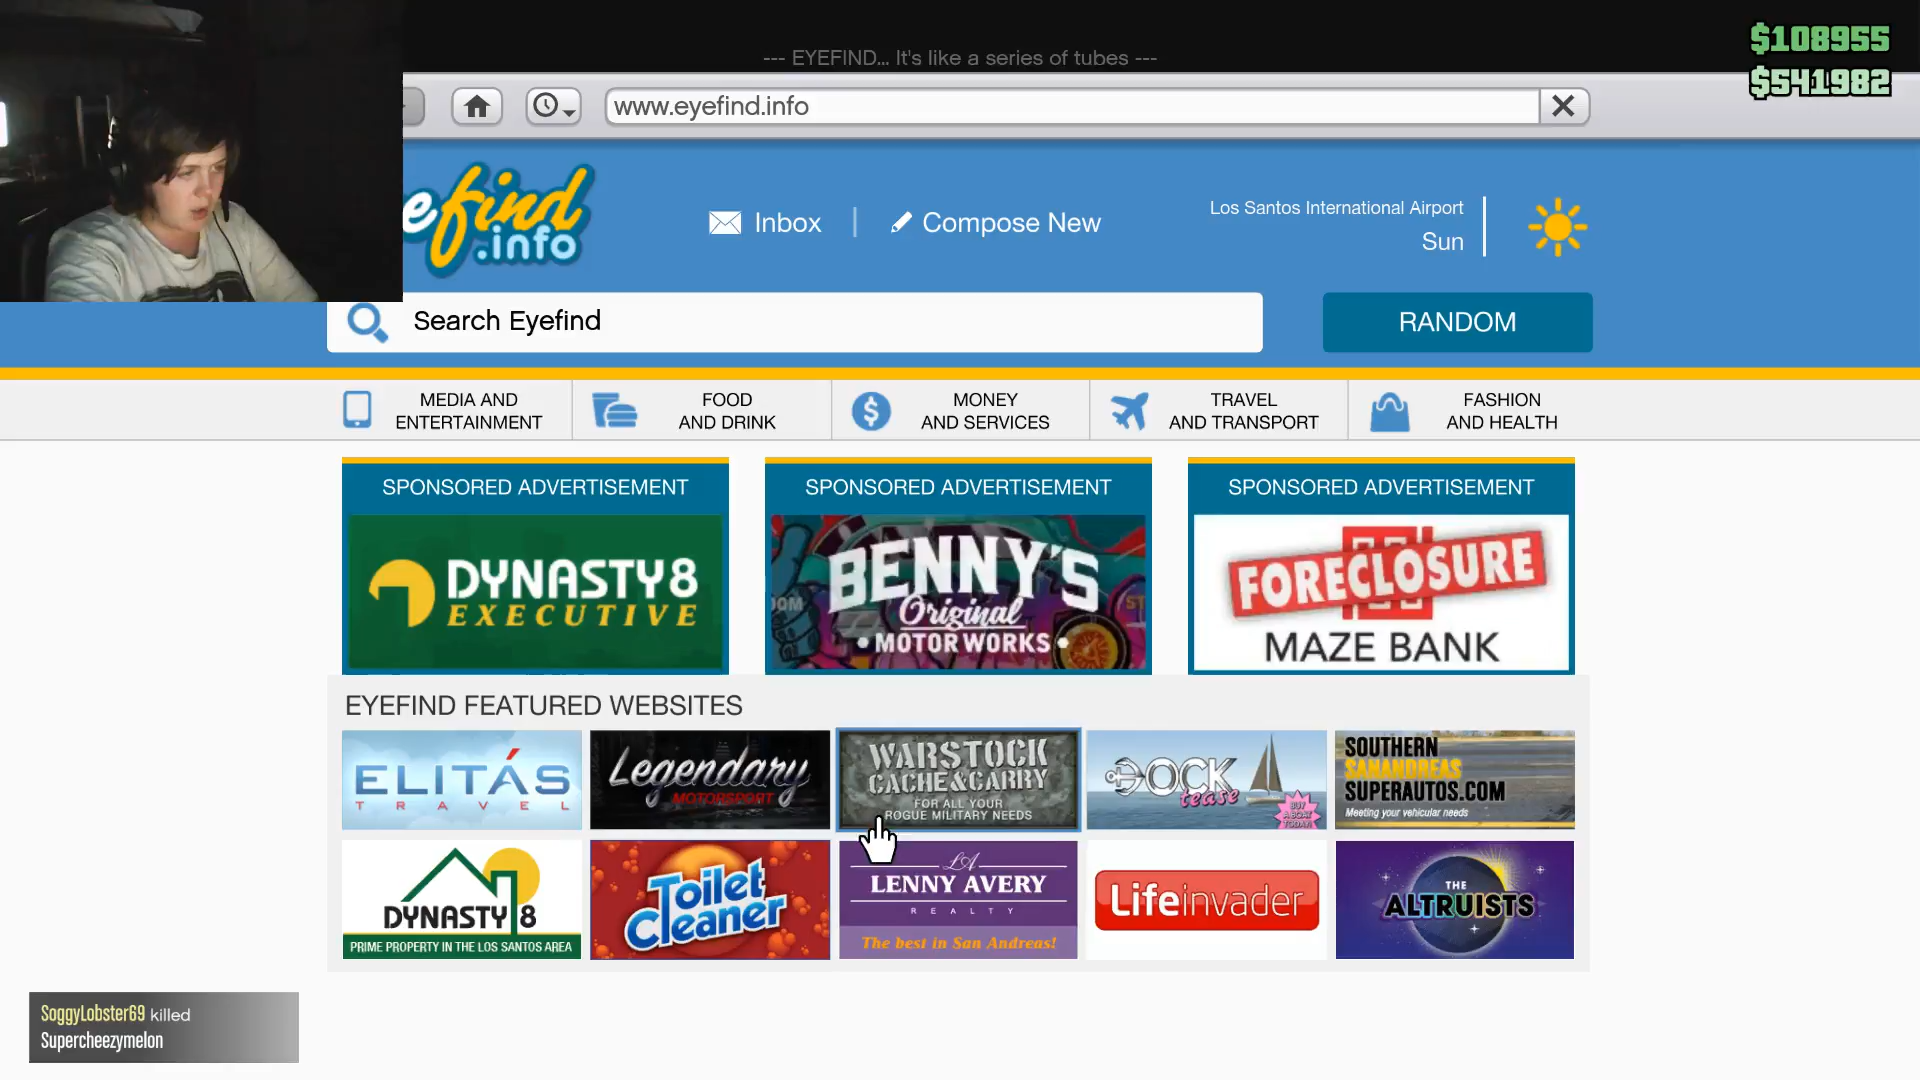 $108955
--- EYEFIND... It's like a series of tubes ---
$541982
www.eyefind.info
efind
.info
Inbox
Compose New
Los Santos International Airport
Sun
Search Eyefind
RANDOM
MEDIA AND
ENTERTAINMENT
FOOD
AND DRINK
MONEY
AND SERVICES
TRAVEL
AND TRANSPORT
FASHION
AND HEALTH
SPONSORED ADVERTISEMENT
DYNASTY8
EXECUTIVE
SPONSORED ADVERTISEMENT
BENNY'S
Original
• MOTORWORKS •
SPONSORED ADVERTISEMENT
FORECLOSURE
MAZE BANK
EYEFIND FEATURED WEBSITES
ELITÁS
TRAVEL
Legendary
MOTORSPORT
WARSTOCK
CACHE&CARRY
FOR ALL YOUR
ROGUE MILITARY NEEDS
DOCK
tease
BUY
A BOAT
TODAY!
SOUTHERN
SANANDREAS
SUPERAUTOS.COM
Meeting your vehicular needs
DYNASTY 8
PRIME PROPERTY IN THE LOS SANTOS AREA
Toilet
Cleaner
LA
LENNY AVERY
REALTY
The best in San Andreas!
Lifeinvader
THE
ALTRUISTS
SoggyLobster69 killed
Supercheezymelon